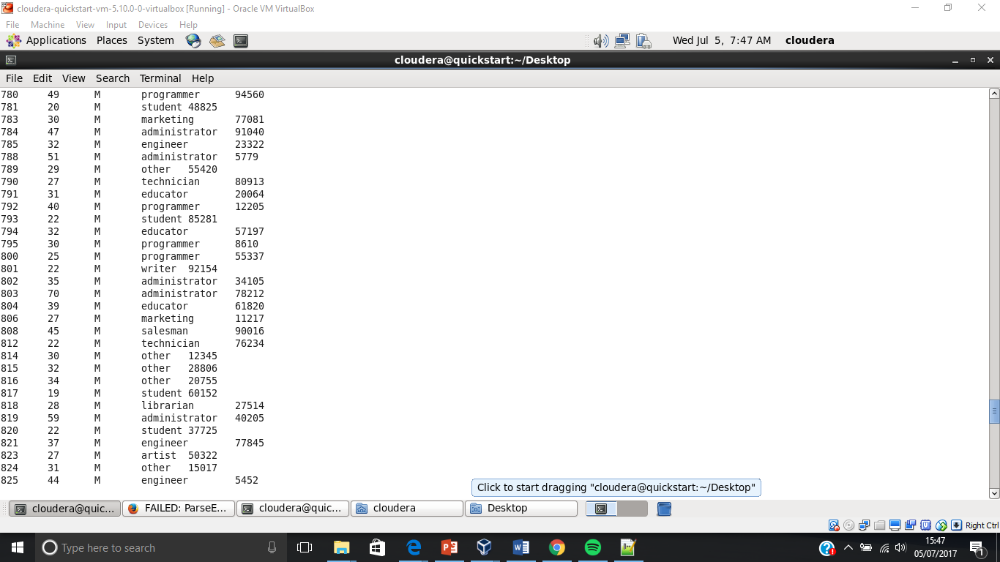 cloudera-quickstart-vm-5.10.0-0-virtualbox [Running] - Oracle VM VirtualBox
File Machine View Input Devices Help
Applications Places System Wed Jul 5, 7:47 AM cloudera
cloudera@quickstart:~/Desktop
File Edit View Search Terminal Help
780 49 M programmer 94560
781 20 M student 48825
783 30 M marketing 77081
784 47 M administrator 91040
785 32 M engineer 23322
788 51 M administrator 5779
789 29 M other 55420
790 27 M technician 80913
791 31 M educator 20064
792 40 M programmer 12205
793 22 M student 85281
794 32 M educator 57197
795 30 M programmer 8610
800 25 M programmer 55337
801 22 M writer 92154
802 35 M administrator 34105
803 70 M administrator 78212
804 39 M educator 61820
806 27 M marketing 11217
808 45 M salesman 90016
812 22 M technician 76234
814 30 M other 12345
815 32 M other 28806
816 34 M other 20755
817 19 M student 60152
818 28 M librarian 27514
819 59 M administrator 40205
820 22 M student 37725
821 37 M engineer 77845
823 27 M artist 50322
824 31 M other 15017
825 44 M engineer 5452
Click to start dragging "cloudera@quickstart:~/Desktop"
cloudera@quic... FAILED: ParseE... cloudera@quic... cloudera Desktop
Right Ctrl
Type here to search
15:47
05/07/2017
1